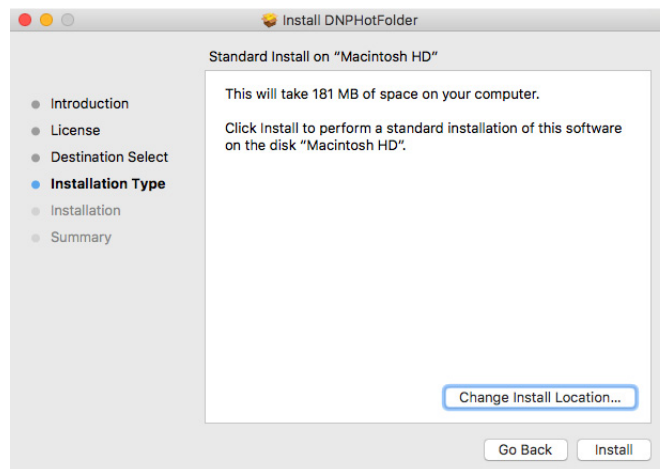 Install DNPHotFolder
Standard Install on “Macintosh HD”
Introduction
License
Destination Select
Installation Type
Installation
Summary
This will take 181 MB of space on your computer.
Click Install to perform a standard installation of this software
on the disk “Macintosh HD”.
Change Install Location...
Go Back
Install